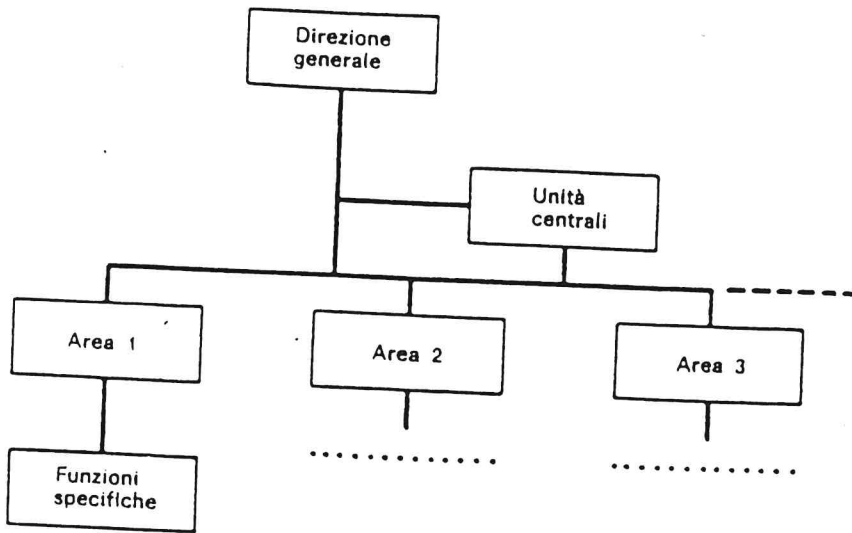 Direzione
generale
Unità
centrali
Area 1
Area 2
Area 3
Funzioni
specifiche